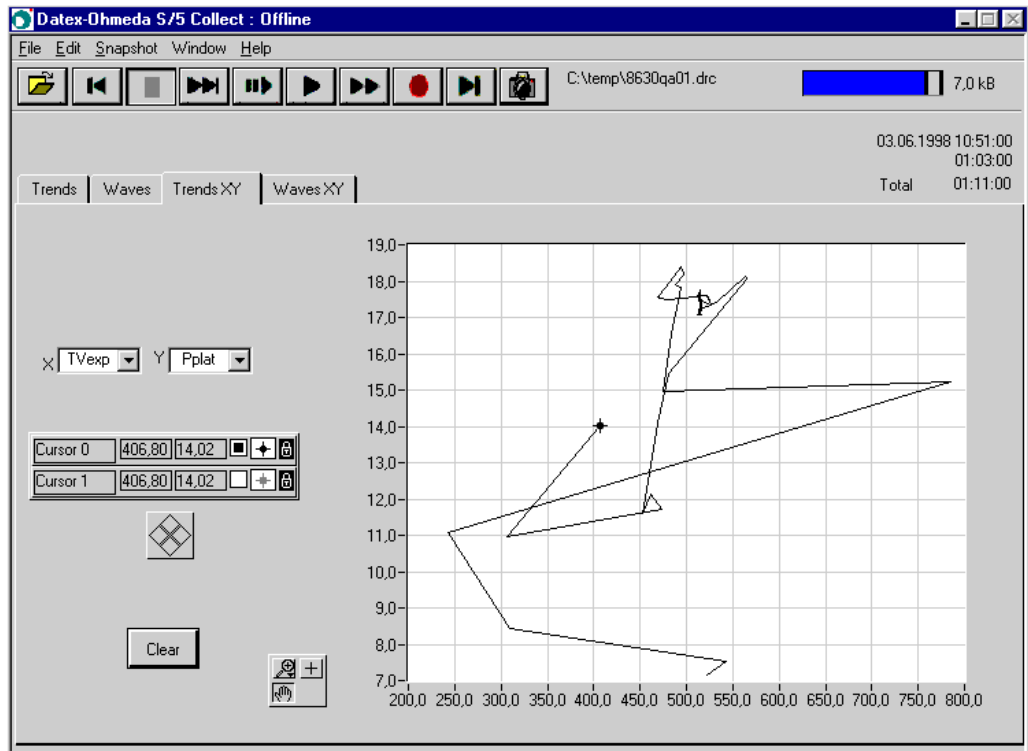 Datex-Ohmeda S/5 Collect : Offline
File Edit Snapshot Window Help
C:\temp\8630qa01.drc
7,0 kB
03.06.1998 10:51:00
01:03:00
Total 01:11:00
Trends Waves Trends XY Waves XY
X TVexp Y Pplat
Cursor 0 406,80 14,02
Cursor 1 406,80 14,02
Clear
19,0
18,0
17,0
16,0
15,0
14,0
13,0
12,0
11,0
10,0
9,0
8,0
7,0
200,0 250,0 300,0 350,0 400,0 450,0 500,0 550,0 600,0 650,0 700,0 750,0 800,0